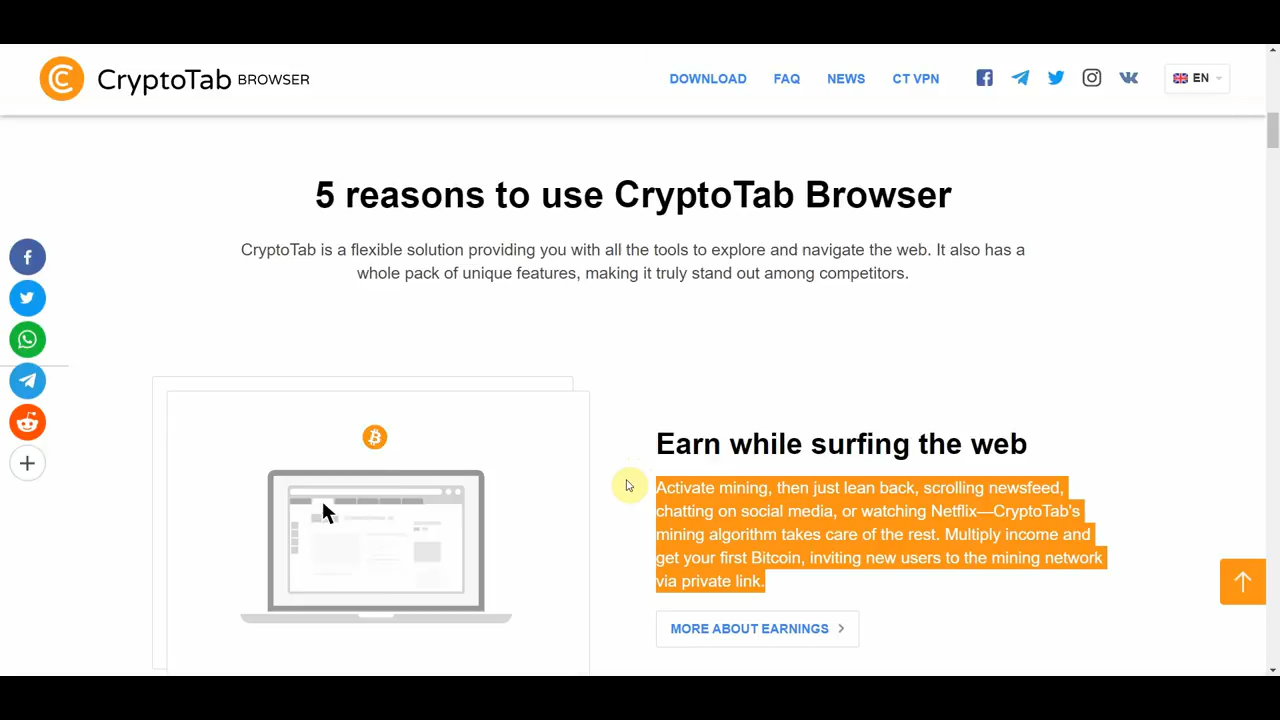 CryptoTab BROWSER
DOWNLOAD FAQ NEWS CT VPN EN
5 reasons to use CryptoTab Browser
CryptoTab is a flexible solution providing you with all the tools to explore and navigate the web. It also has a
whole pack of unique features, making it truly stand out among competitors.
Earn while surfing the web
Activate mining, then just lean back, scrolling newsfeed,
chatting on social media, or watching Netflix—CryptoTab's
mining algorithm takes care of the rest. Multiply income and
get your first Bitcoin, inviting new users to the mining network
via private link.
MORE ABOUT EARNINGS